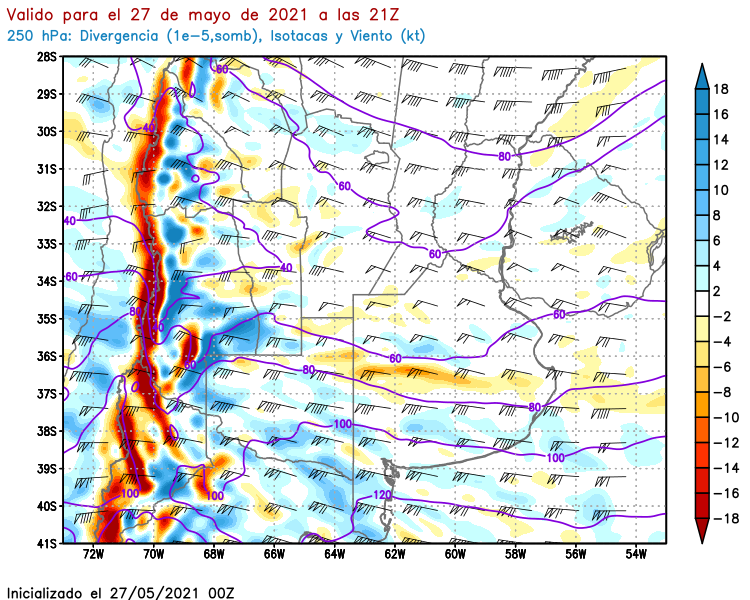 Valido para el 27 de mayo de 2021 a las 21Z
250 hPa: Divergencia (1e-5,somb), Isotacas y Viento (kt)
28S
29S
30S
31S
32S
33S
34S
35S
36S
37S
38S
39S
40S
41S
72W 70W 68W 66W 64W 62W 60W 58W 56W 54W
60
40
80
60
40
60
40
60
80
60
60
60
60
80
80
100
100
100
100
120
18
16
14
12
10
8
6
4
2
-2
-4
-6
-8
-10
-12
-14
-16
-18
Inicializado el 27/05/2021 00Z